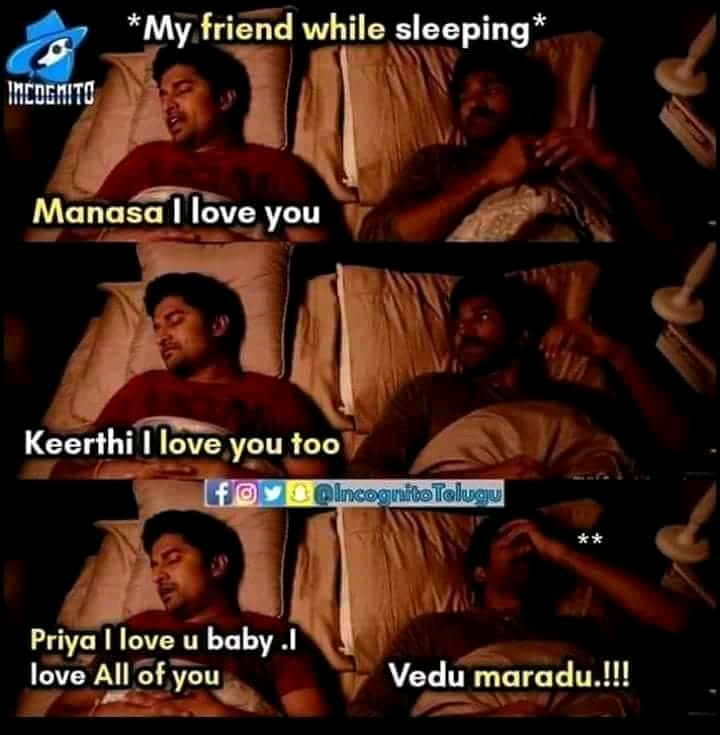 *My friend while sleeping*
INCOGNITO
Manasa I love you
Keerthi I love you too
@IncognitoTelugu
**
Priya I love u baby .I
love All of you
Vedu maradu.!!!